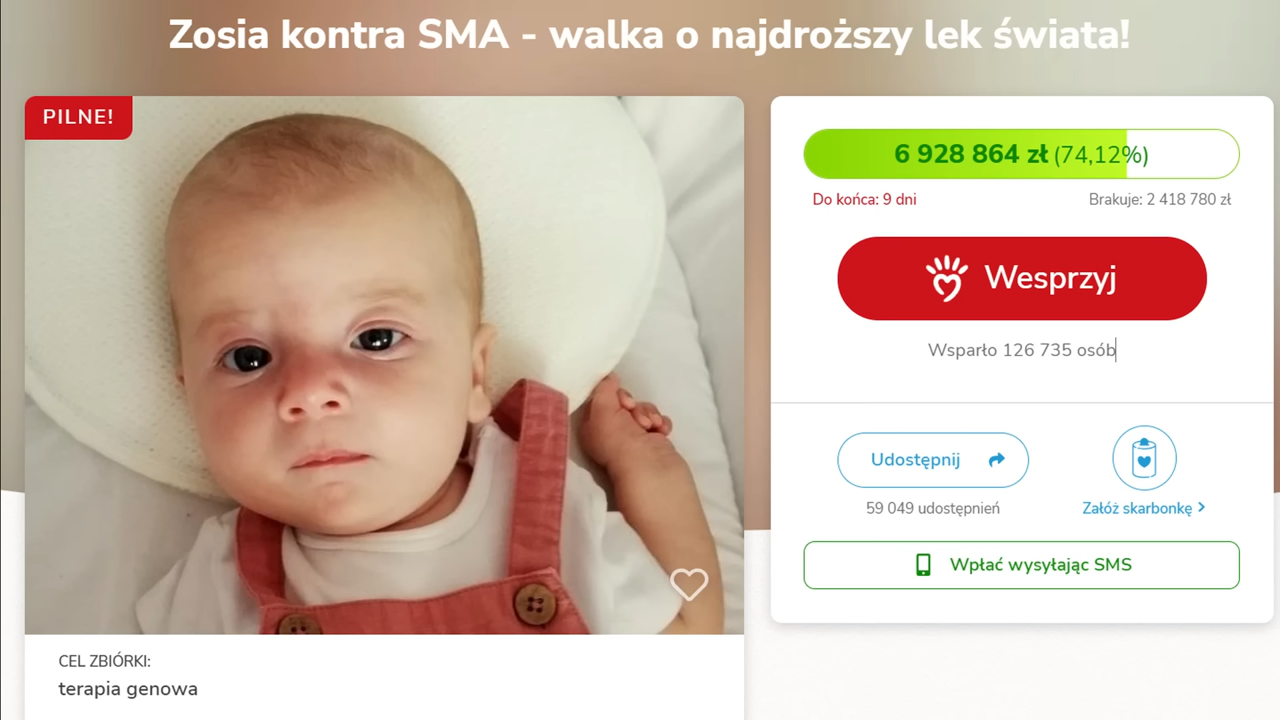 Zosia kontra SMA - walka o najdroższy lek świata!
PILNE!
6 928 864 zł (74,12%)
Do końca: 9 dni
Brakuje: 2 418 780 zł
Wesprzyj
Wsparło 126 735 osób
Udostępnij
59 049 udostępnień
Załóż skarbonkę
Wpłać wysyłając SMS
CEL ZBIÓRKI:
terapia genowa